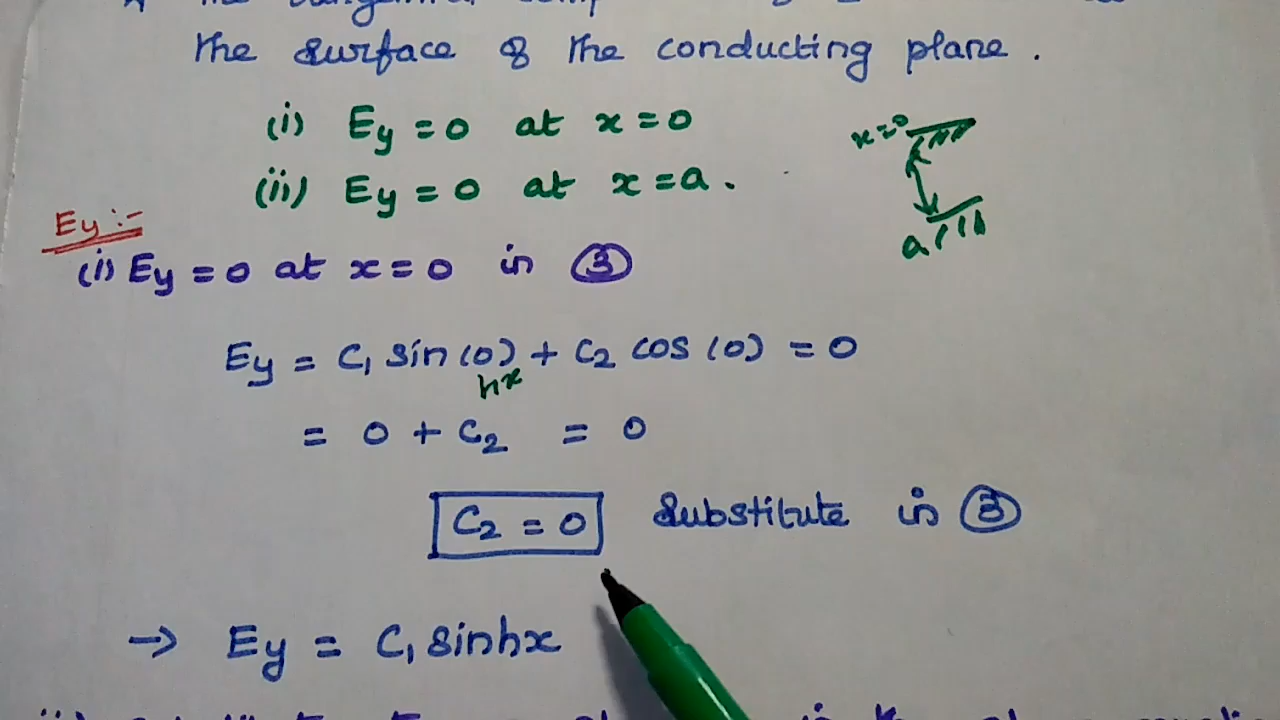 the surface of the conducting plane.
(i) Ey = 0 at x = 0
x=0
(ii) Ey = 0 at x = a.
a
Ey :-
(i) Ey = 0 at x = 0 in ③
Ey = C₁ sin(0) + C₂ cos(0) = 0
hx
= 0 + C₂ = 0
C₂ = 0 Substitute in ③
→ Ey = C₁ sinhx